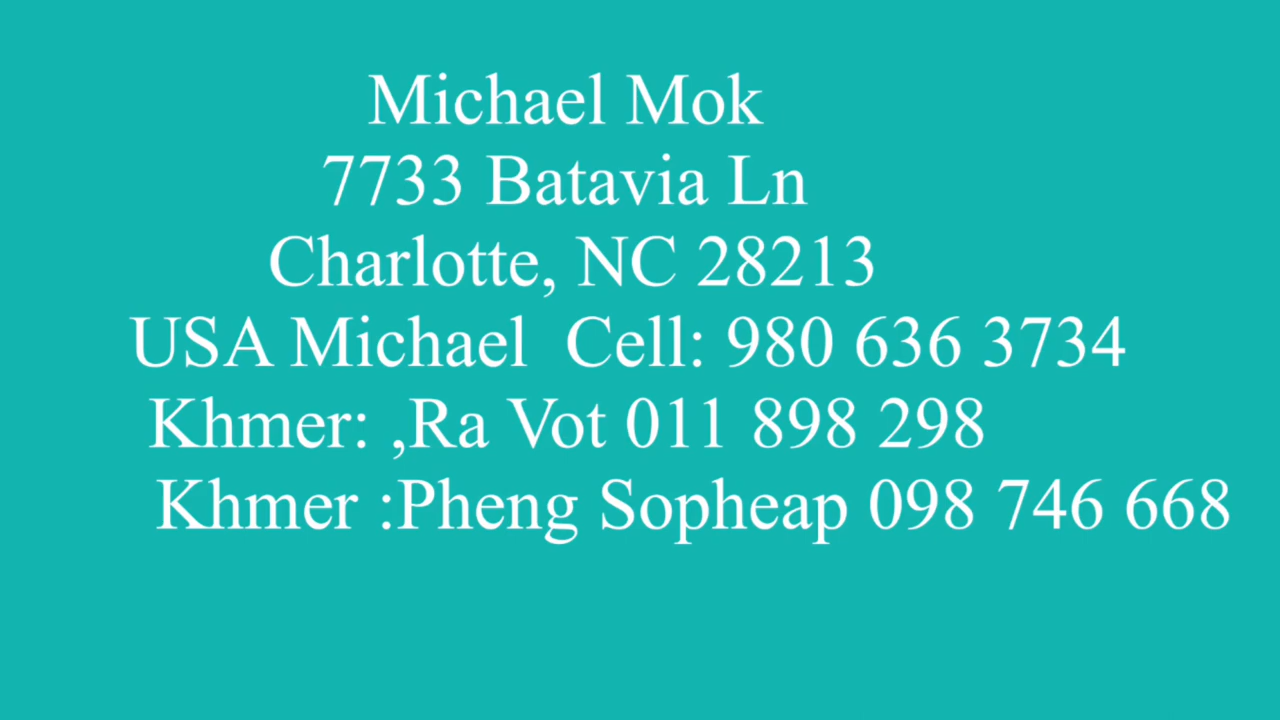 Michael Mok
7733 Batavia Ln
Charlotte, NC 28213
USA Michael  Cell: 980 636 3734
Khmer: ,Ra Vot 011 898 298
Khmer :Pheng Sopheap 098 746 668